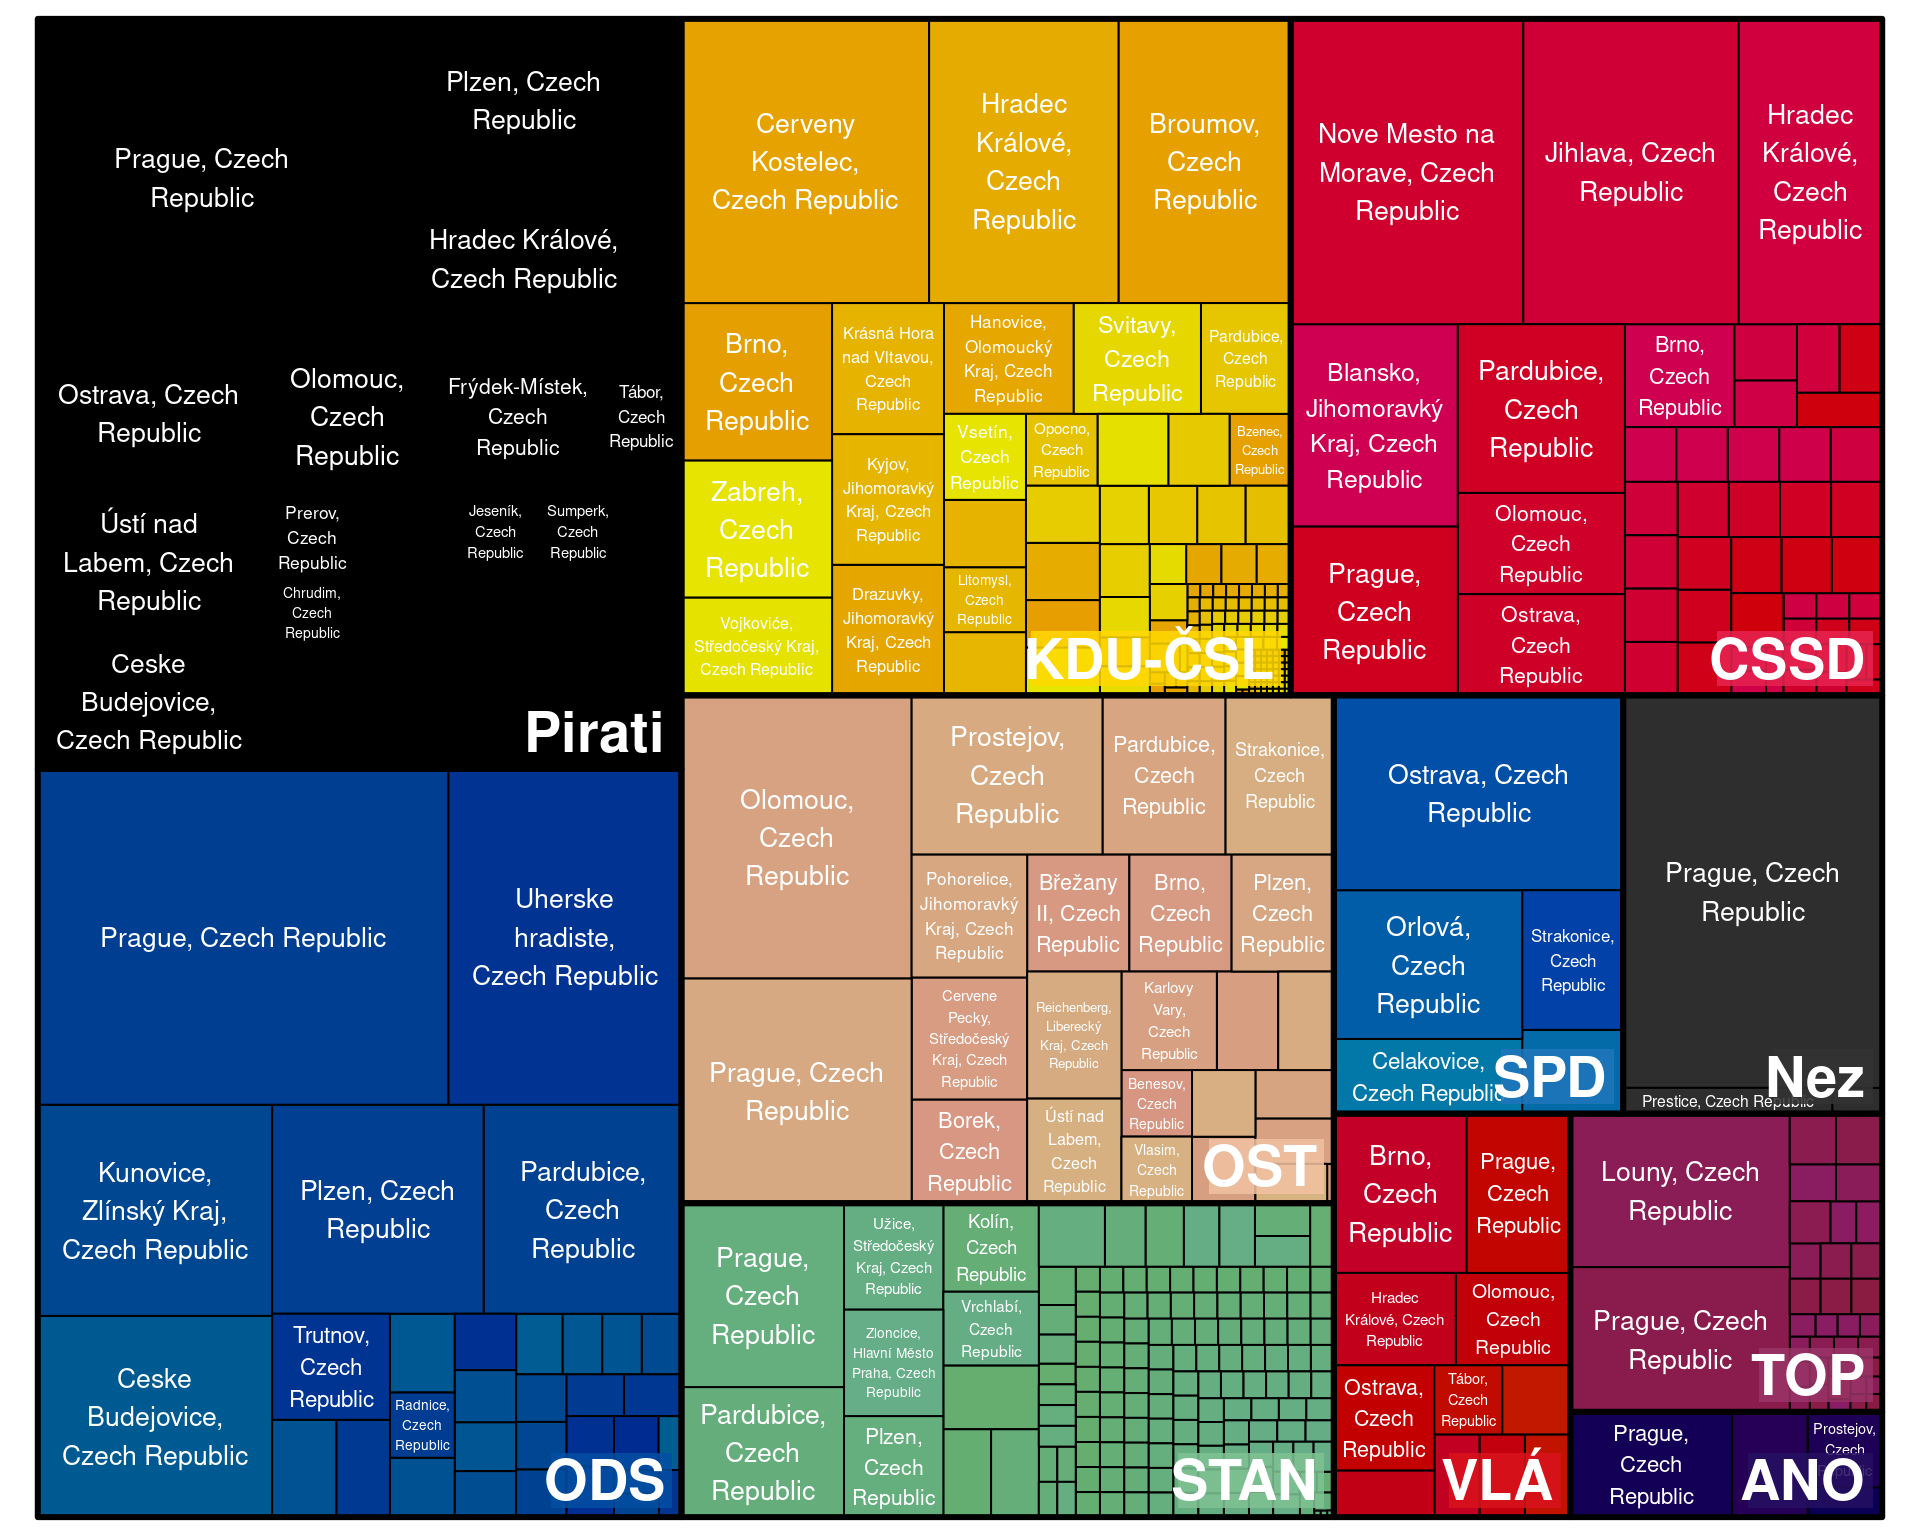 Plzen, Czech
Republic
Prague, Czech
Republic
Hradec Králové,
Czech Republic
Ostrava, Czech
Republic
Olomouc,
Czech
Republic
Frýdek-Místek,
Czech
Republic
Tábor,
Czech
Republic
Ústí nad
Labem, Czech
Republic
Prerov,
Czech
Republic
Jeseník,
Czech
Republic
Sumperk,
Czech
Republic
Chrudim,
Czech
Republic
Ceske
Budejovice,
Czech Republic
Pirati
Cerveny
Kostelec,
Czech Republic
Hradec
Králové,
Czech
Republic
Broumov,
Czech
Republic
Brno,
Czech
Republic
Krásná Hora
nad Vltavou,
Czech
Republic
Hanovice,
Olomoucký
Kraj, Czech
Republic
Svitavy,
Czech
Republic
Pardubice,
Czech
Republic
Zabreh,
Czech
Republic
Kyjov,
Jihomoravký
Kraj, Czech
Republic
Vsetín,
Czech
Republic
Opocno,
Czech
Republic
Bzenec,
Czech
Republic
Vojkoviće,
Středočeský Kraj,
Czech Republic
Drazuvky,
Jihomoravký
Kraj, Czech
Republic
Litomysl,
Czech
Republic
KDU-ČSL
Nove Mesto na
Morave, Czech
Republic
Jihlava, Czech
Republic
Hradec
Králové,
Czech
Republic
Blansko,
Jihomoravký
Kraj, Czech
Republic
Pardubice,
Czech
Republic
Brno,
Czech
Republic
Prague,
Czech
Republic
Olomouc,
Czech
Republic
Ostrava,
Czech
Republic
CSSD
Prague, Czech Republic
Uherske
hradiste,
Czech Republic
Kunovice,
Zlínský Kraj,
Czech Republic
Plzen, Czech
Republic
Pardubice,
Czech
Republic
Ceske
Budejovice,
Czech Republic
Trutnov,
Czech
Republic
Radnice,
Czech
Republic
ODS
Olomouc,
Czech
Republic
Prostejov,
Czech
Republic
Pardubice,
Czech
Republic
Strakonice,
Czech
Republic
Pohorelice,
Jihomoravký
Kraj, Czech
Republic
Břežany
II, Czech
Republic
Brno,
Czech
Republic
Plzen,
Czech
Republic
Prague, Czech
Republic
Cervene
Pecky,
Středočeský
Kraj, Czech
Republic
Reichenberg,
Liberecký
Kraj, Czech
Republic
Karlovy
Vary,
Czech
Republic
Borek,
Czech
Republic
Ústí nad
Labem,
Czech
Republic
Benesov,
Czech
Republic
Vlasim,
Czech
Republic
OST
Prague,
Czech
Republic
Užice,
Středočeský
Kraj, Czech
Republic
Kolín,
Czech
Republic
Zloncice,
Hlavní Město
Praha, Czech
Republic
Vrchlabí,
Czech
Republic
Pardubice,
Czech
Republic
Plzen,
Czech
Republic
STAN
Ostrava, Czech
Republic
Orlová,
Czech
Republic
Strakonice,
Czech
Republic
Celakovice,
Czech Republic
SPD
Prague, Czech
Republic
Prestice, Czech Republic
Nez
Brno,
Czech
Republic
Prague,
Czech
Republic
Hradec
Králové, Czech
Republic
Olomouc,
Czech
Republic
Ostrava,
Czech
Republic
Tábor,
Czech
Republic
VLÁ
Louny, Czech
Republic
Prague, Czech
Republic
TOP
Prague,
Czech
Republic
Prostejov,
Czech
ANO